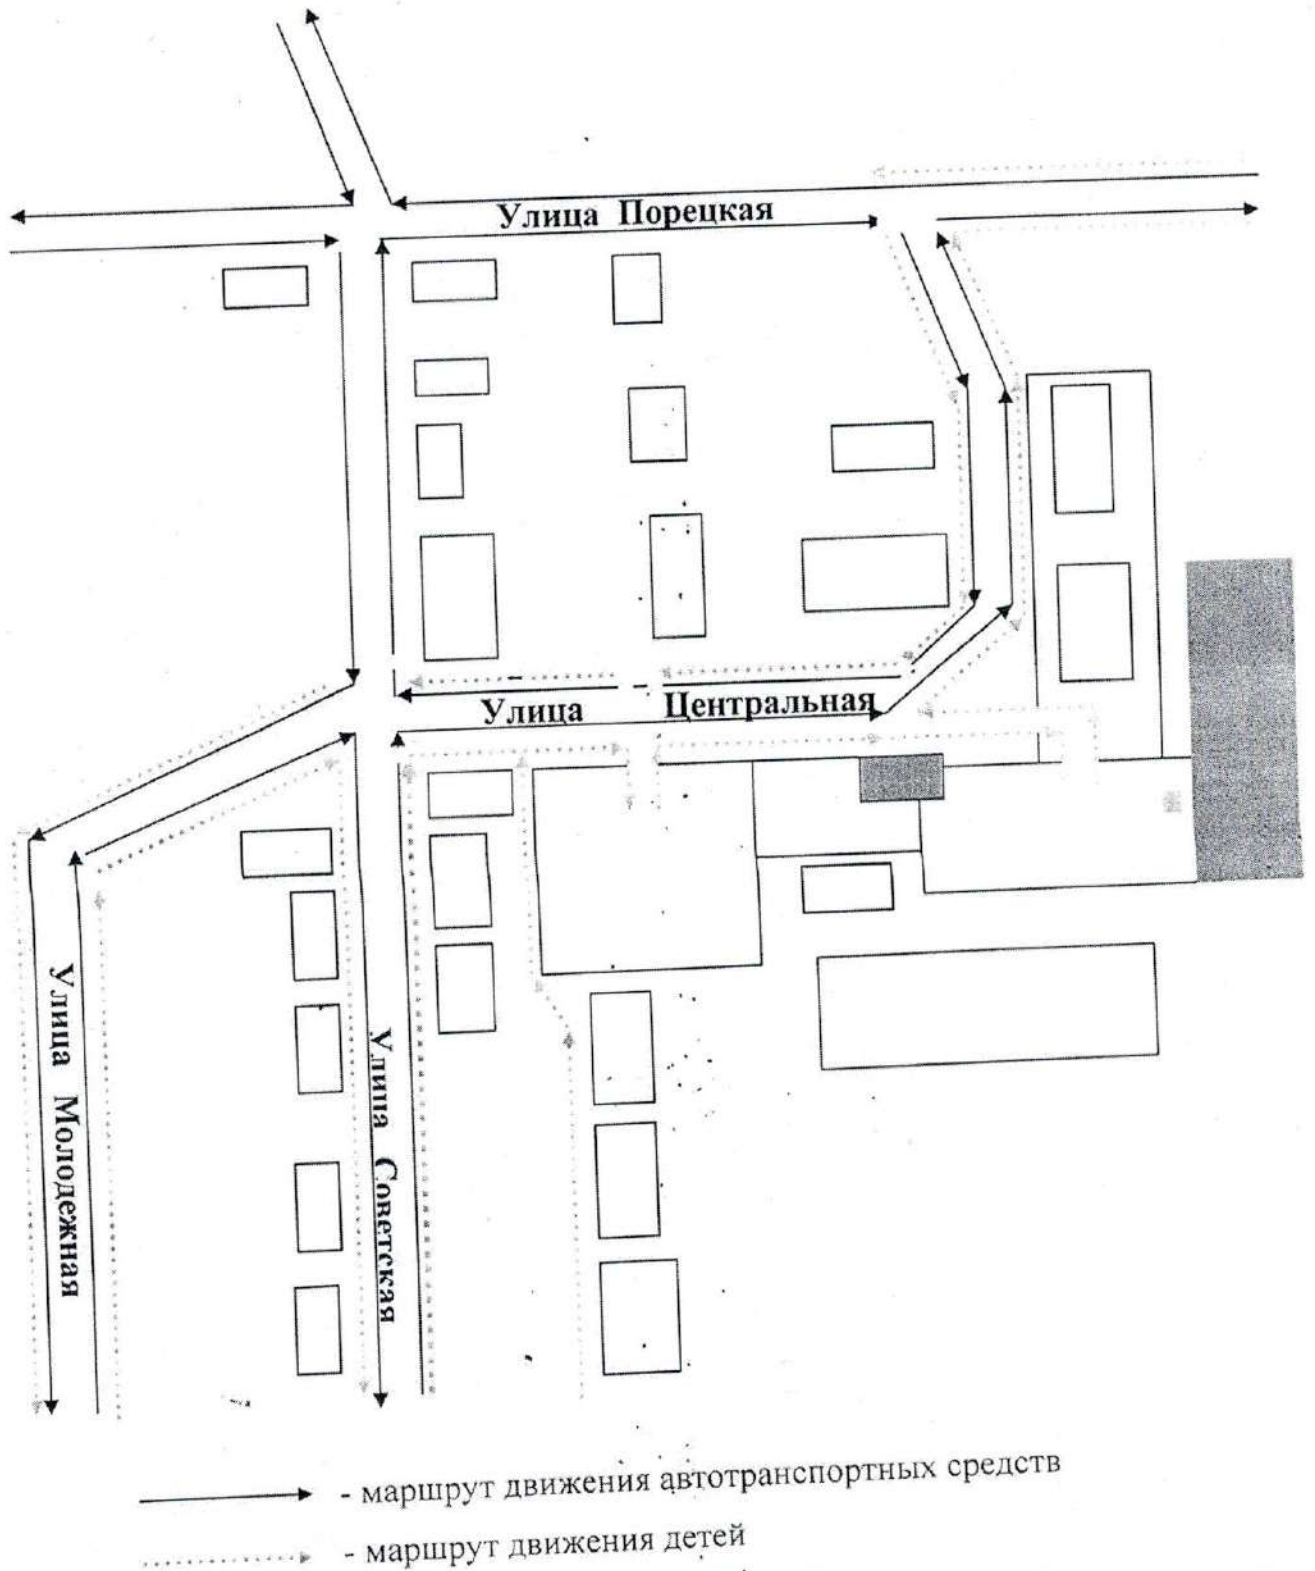 Улица Порецкая
Улица Центральная
Улица Молодежная
Улица Советская
- маршрут движения автотранспортных средств
- маршрут движения детей